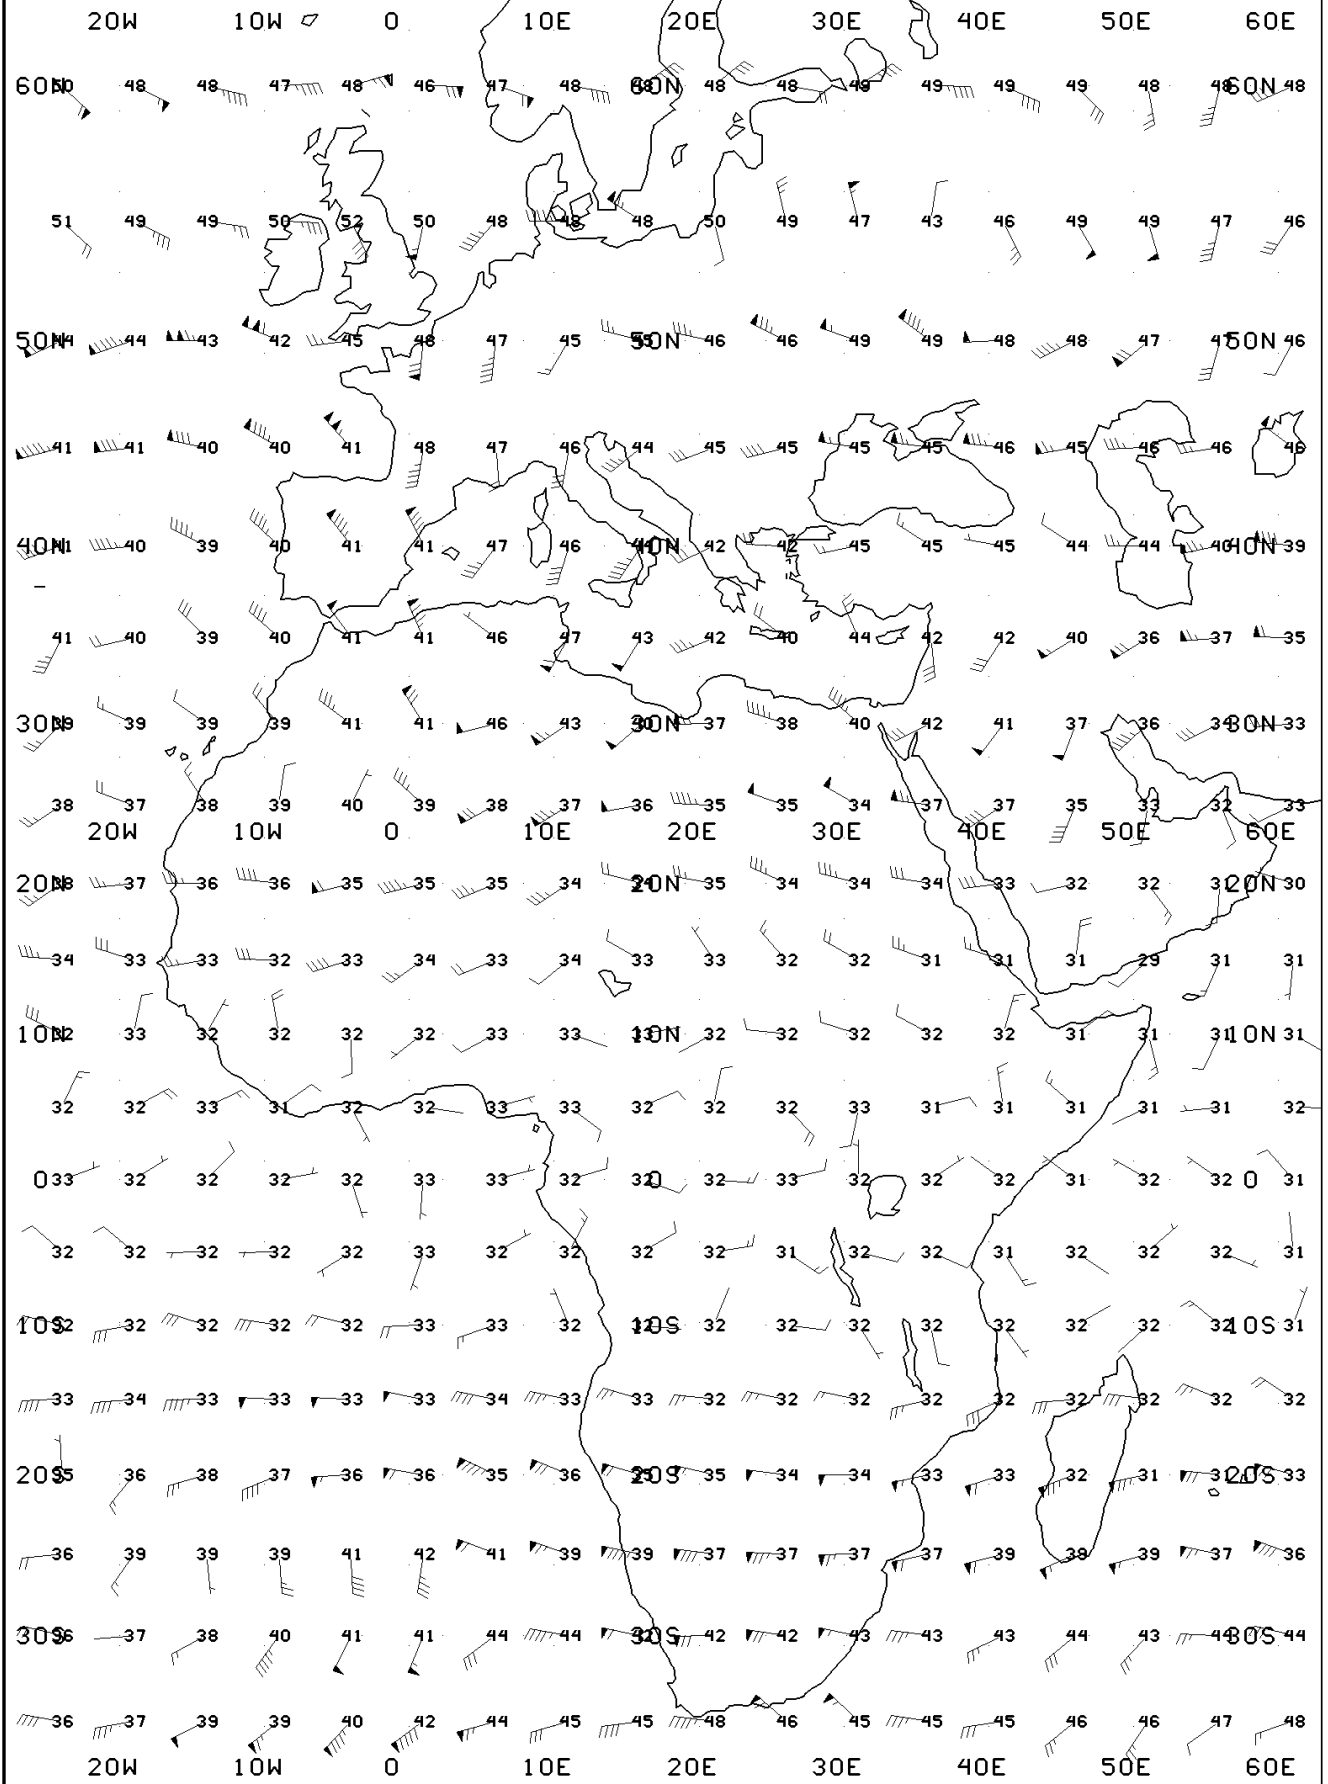 20W 10W 0 10E 20E 30E 40E 50E 60E
60N 48 48 47 48 46 47 48 60N 48 48 49 49 49 49 48 48 60N 48
51 49 49 50 52 50 48 48 48 50 49 47 43 46 49 49 47 46
50N 44 43 42 45 48 47 45 50N 46 46 49 49 48 48 47 47 50N 46
41 41 40 40 41 48 47 46 44 45 45 45 45 46 45 46 46 46
40N 40 39 40 41 41 47 46 40N 42 42 45 45 45 44 44 40 40N 39
41 40 39 40 41 41 46 47 43 42 40 44 42 42 40 36 37 35
30N 39 39 39 41 41 46 43 30N 37 38 40 42 41 37 36 34 30N 33
38 37 38 39 40 39 38 37 36 35 35 34 37 37 35 33 32 33
20W 10W 0 10E 20E 30E 40E 50E 60E
20N 37 36 36 35 35 35 34 20N 35 34 34 34 33 32 32 31 20N 30
34 33 33 32 33 34 33 34 33 33 32 32 31 31 31 29 31 31
10N 33 32 32 32 32 33 33 10N 32 32 32 32 32 31 31 31 10N 31
32 32 33 31 32 32 33 33 32 32 32 33 31 31 31 31 31 32
0 33 32 32 32 32 33 33 32 32 0 32 33 32 32 32 31 32 32 0 31
32 32 32 32 32 33 32 32 32 32 31 32 32 31 32 32 32 31
10S 32 32 32 32 33 33 32 10S 32 32 32 32 32 32 32 32 10S 31
33 34 33 33 33 33 34 33 33 32 32 32 32 32 32 32 32 32
20S 36 38 37 36 36 35 36 20S 35 34 34 33 33 32 31 31 20S 33
36 39 39 39 41 42 41 39 39 37 37 37 37 39 39 39 37 36
30S 37 38 40 41 41 44 44 30S 42 42 43 43 43 44 43 44 30S 44
36 37 39 39 40 42 44 45 45 48 46 45 45 45 46 46 47 48
20W 10W 0 10E 20E 30E 40E 50E 60E